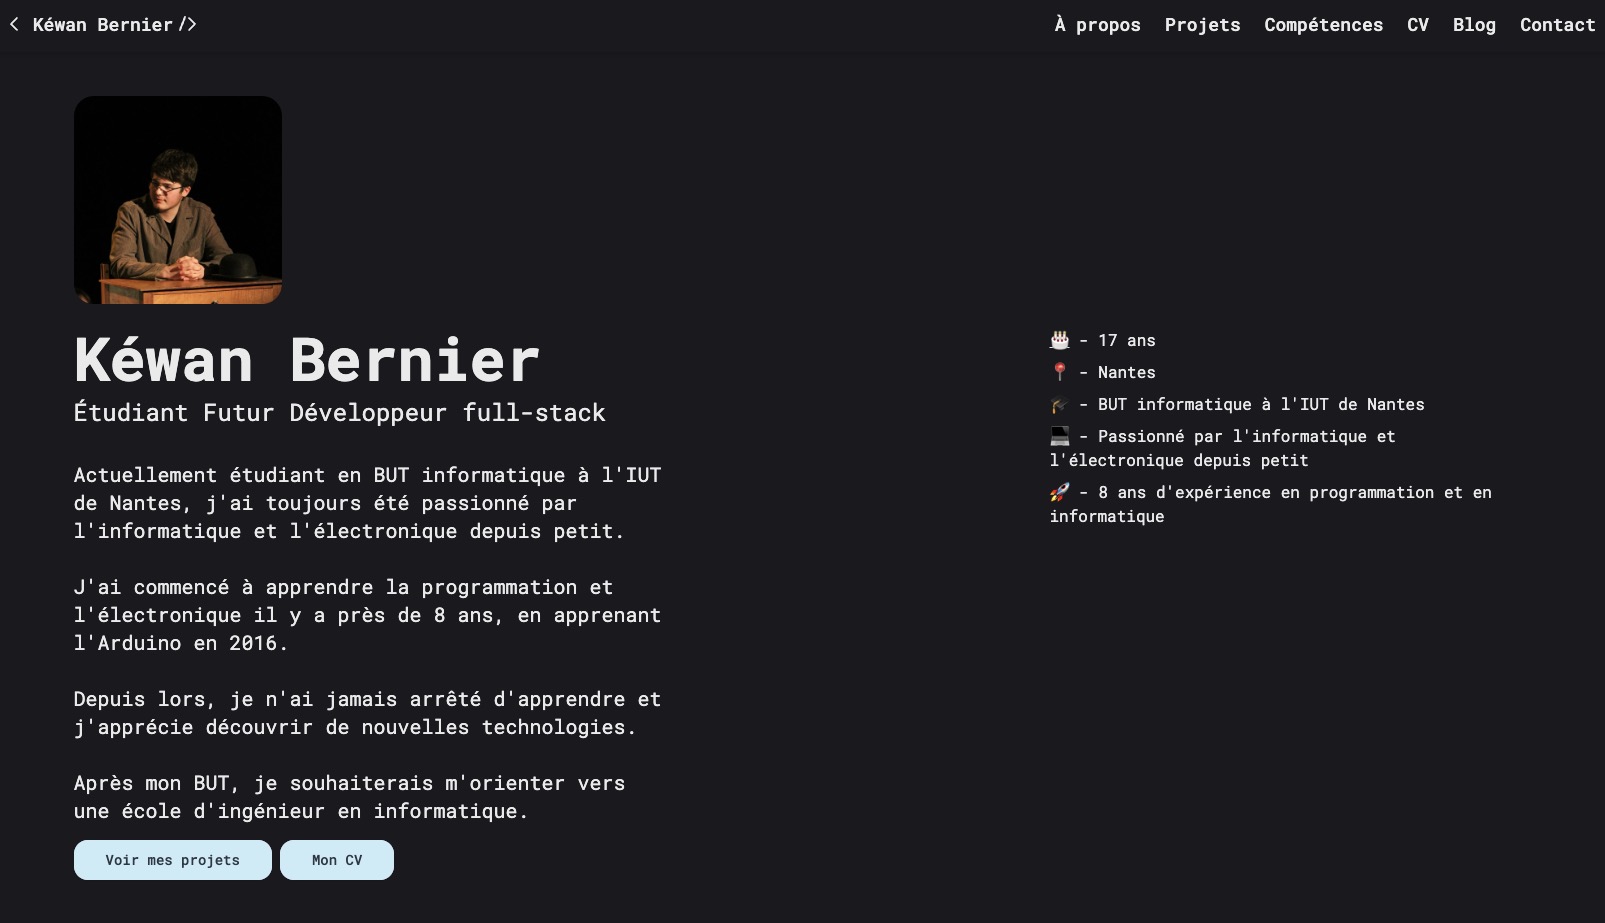 < Kéwan Bernier />
À propos Projets Compétences CV Blog Contact
Kéwan Bernier
Étudiant Futur Développeur full-stack
Actuellement étudiant en BUT informatique à l'IUT
de Nantes, j'ai toujours été passionné par
l'informatique et l'électronique depuis petit.
J'ai commencé à apprendre la programmation et
l'électronique il y a près de 8 ans, en apprenant
l'Arduino en 2016.
Depuis lors, je n'ai jamais arrêté d'apprendre et
j'apprécie découvrir de nouvelles technologies.
Après mon BUT, je souhaiterais m'orienter vers
une école d'ingénieur en informatique.
Voir mes projets
Mon CV
🎂 - 17 ans
📍 - Nantes
🎓 - BUT informatique à l'IUT de Nantes
💻 - Passionné par l'informatique et
l'électronique depuis petit
🚀 - 8 ans d'expérience en programmation et en
informatique